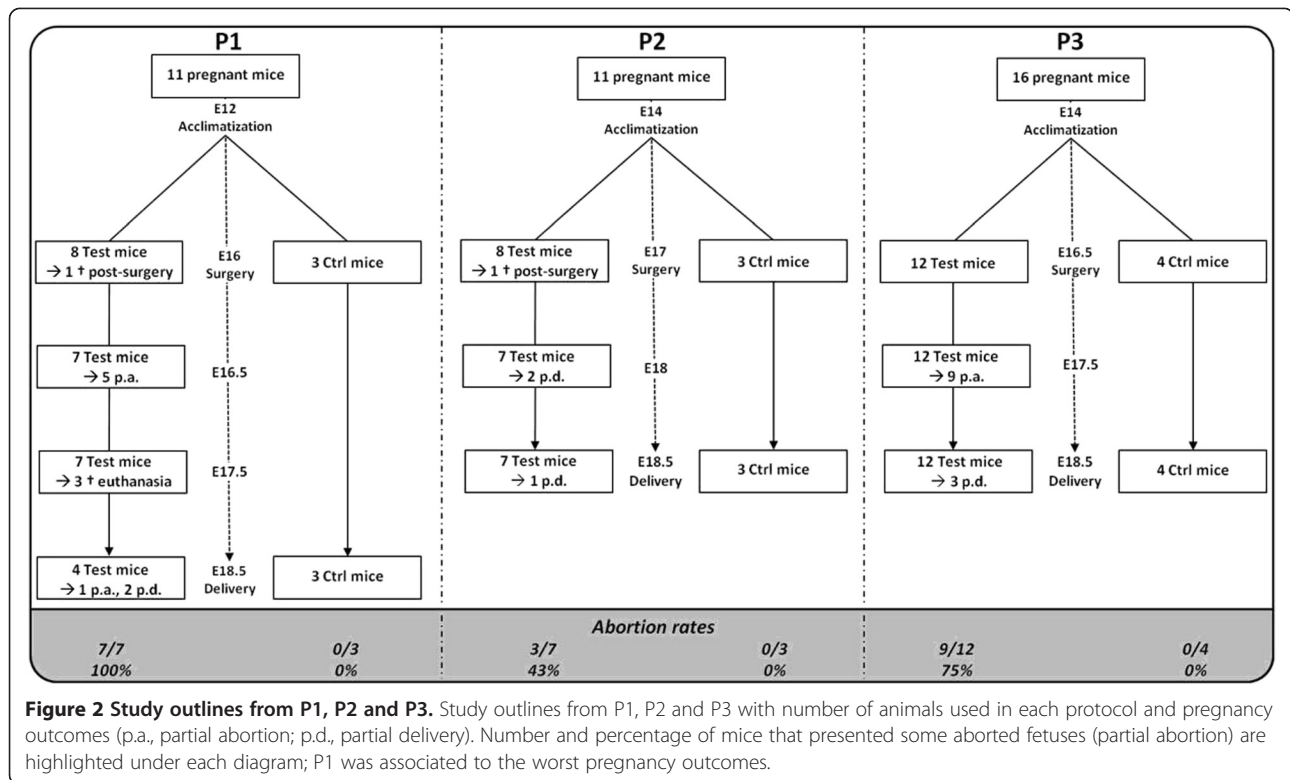 P1
11 pregnant mice
E12
Acclimatization
8 Test mice
→ 1 † post-surgery
E16
Surgery
3 Ctrl mice
7 Test mice
→ 5 p.a.
E16.5
7 Test mice
→ 3 † euthanasia
E17.5
4 Test mice
→ 1 p.a., 2 p.d.
E18.5
Delivery
3 Ctrl mice
P2
11 pregnant mice
E14
Acclimatization
8 Test mice
→ 1 † post-surgery
E17
Surgery
3 Ctrl mice
7 Test mice
→ 2 p.d.
E18
7 Test mice
→ 1 p.d.
E18.5
Delivery
3 Ctrl mice
P3
16 pregnant mice
E14
Acclimatization
12 Test mice
E16.5
Surgery
4 Ctrl mice
12 Test mice
→ 9 p.a.
E17.5
12 Test mice
→ 3 p.d.
E18.5
Delivery
4 Ctrl mice
Abortion rates
7/7 0/3 3/7 0/3 9/12 0/4
100% 0% 43% 0% 75% 0%
Figure 2 Study outlines from P1, P2 and P3. Study outlines from P1, P2 and P3 with number of animals used in each protocol and pregnancy
outcomes (p.a., partial abortion; p.d., partial delivery). Number and percentage of mice that presented some aborted fetuses (partial abortion) are
highlighted under each diagram; P1 was associated to the worst pregnancy outcomes.